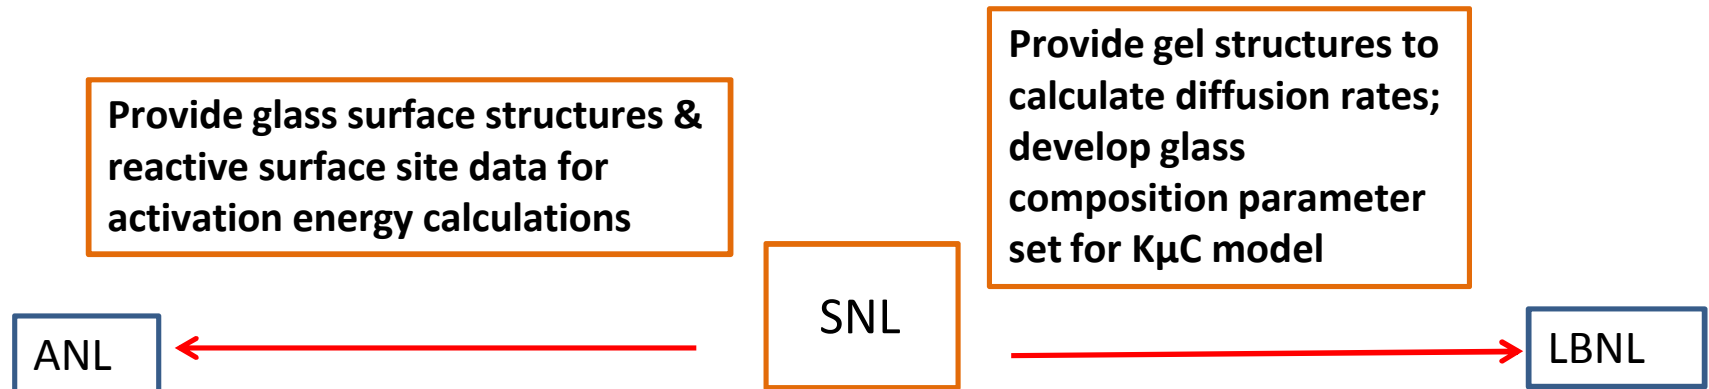 Provide glass surface structures &
reactive surface site data for
activation energy calculations
Provide gel structures to
calculate diffusion rates;
develop glass
composition parameter
set for KμC model
SNL
ANL
LBNL